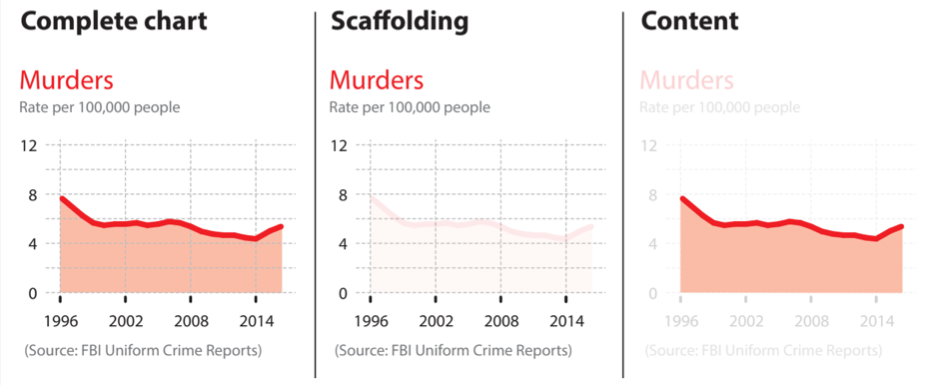 Complete chart
Murders
Rate per 100,000 people
12
8
4
0
1996 2002 2008 2014
(Source: FBI Uniform Crime Reports)
Scaffolding
Murders
Rate per 100,000 people
12
8
4
0
1996 2002 2008 2014
(Source: FBI Uniform Crime Reports)
Content
Murders
Rate per 100,000 people
12
8
4
0
1996 2002 2008 2014
(Source: FBI Uniform Crime Reports)